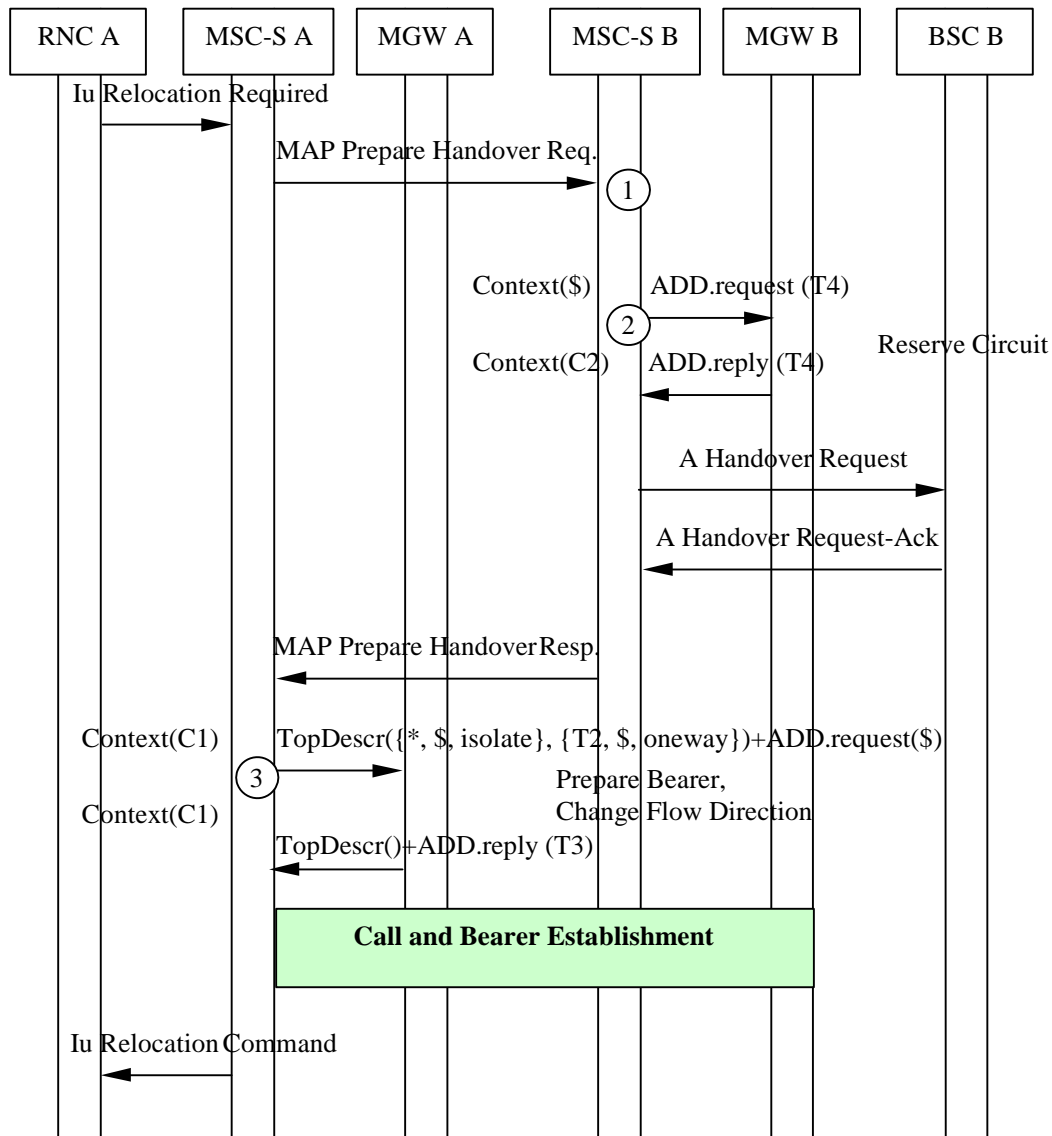 RNC A
MSC-S A
MGW A
MSC-S B
MGW B
BSC B
Iu Relocation Required
MAP Prepare Handover Req.
1
Context($)
ADD.request (T4)
2
Reserve Circuit
Context(C2)
ADD.reply (T4)
A Handover Request
A Handover Request-Ack
MAP Prepare Handover Resp.
Context(C1)
TopDescr({*, $, isolate}, {T2, $, oneway})+ADD.request($)
3
Prepare Bearer,
Change Flow Direction
Context(C1)
TopDescr()+ADD.reply (T3)
Call and Bearer Establishment
Iu Relocation Command